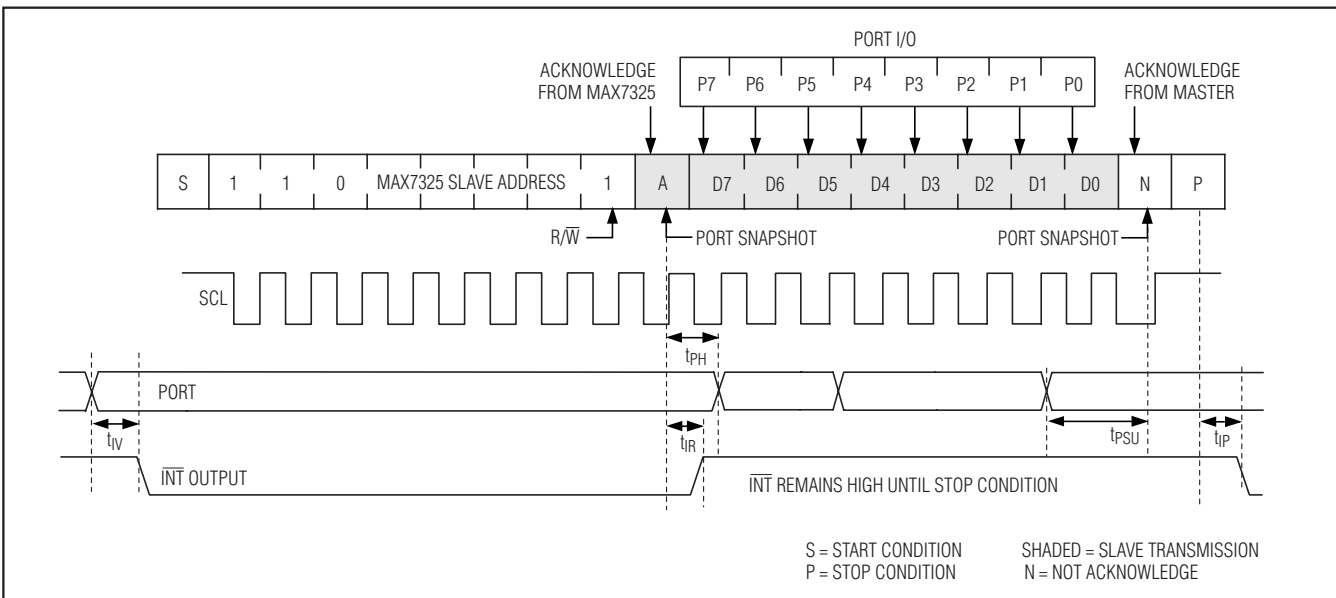 PORT I/O
ACKNOWLEDGE
FROM MAX7325
P7 P6 P5 P4 P3 P2 P1 P0
ACKNOWLEDGE
FROM MASTER
S 1 1 0 MAX7325 SLAVE ADDRESS 1 A D7 D6 D5 D4 D3 D2 D1 D0 N P
R/W̅ PORT SNAPSHOT PORT SNAPSHOT
SCL
tPH
PORT
tIV tIR tPSU tIP
I̅N̅T̅ OUTPUT I̅N̅T̅ REMAINS HIGH UNTIL STOP CONDITION
S = START CONDITION SHADED = SLAVE TRANSMISSION
P = STOP CONDITION N = NOT ACKNOWLEDGE